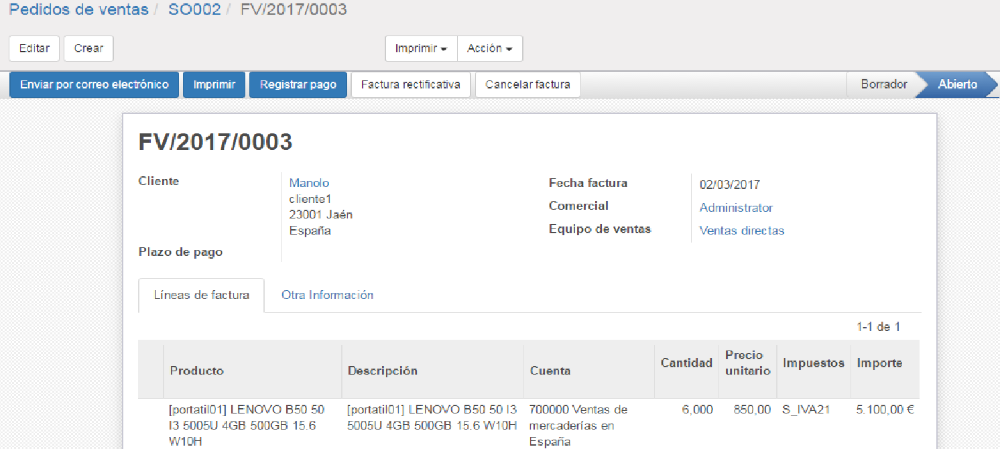 Pedidos de ventas / SO002 / FV/2017/0003
Editar Crear Imprimir Acción
Enviar por correo electrónico Imprimir Registrar pago Factura rectificativa Cancelar factura Borrador Abierto
FV/2017/0003
Cliente Manolo Fecha factura 02/03/2017
cliente1 Comercial Administrator
23001 Jaén Equipo de ventas Ventas directas
España
Plazo de pago
Líneas de factura Otra Información
1-1 de 1
Producto Descripción Cuenta Cantidad Precio unitario Impuestos Importe
[portatil01] LENOVO B50 50 [portatil01] LENOVO B50 50 I3 700000 Ventas de 6,000 850,00 S_IVA21 5.100,00 €
I3 5005U 4GB 500GB 15.6 5005U 4GB 500GB 15.6 W10H mercaderías en
W10H España